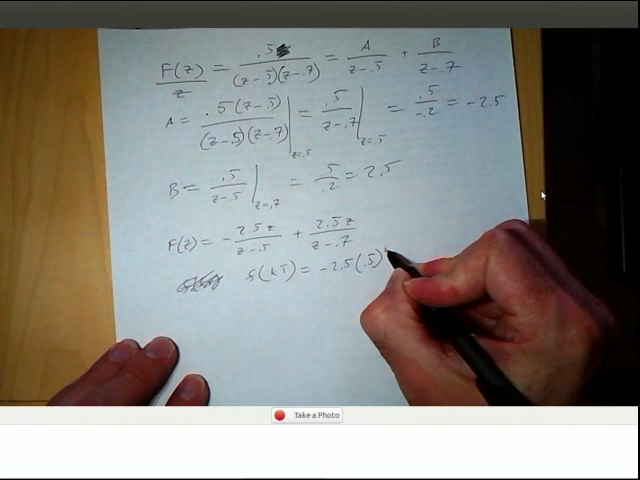 F(z)/z = .5/((z-.5)(z-.7)) = A/(z-.5) + B/(z-.7)
A = .5(z-.5)/((z-.5)(z-.7)) |z=.5 = .5/(z-.7) |z=.5 = .5/-.2 = -2.5
B = .5/(z-.5) |z=.7 = .5/.2 = 2.5
F(z) = - 2.5z/(z-.5) + 2.5z/(z-.7)
f(kT) = -2.5(.5)
Take a Photo